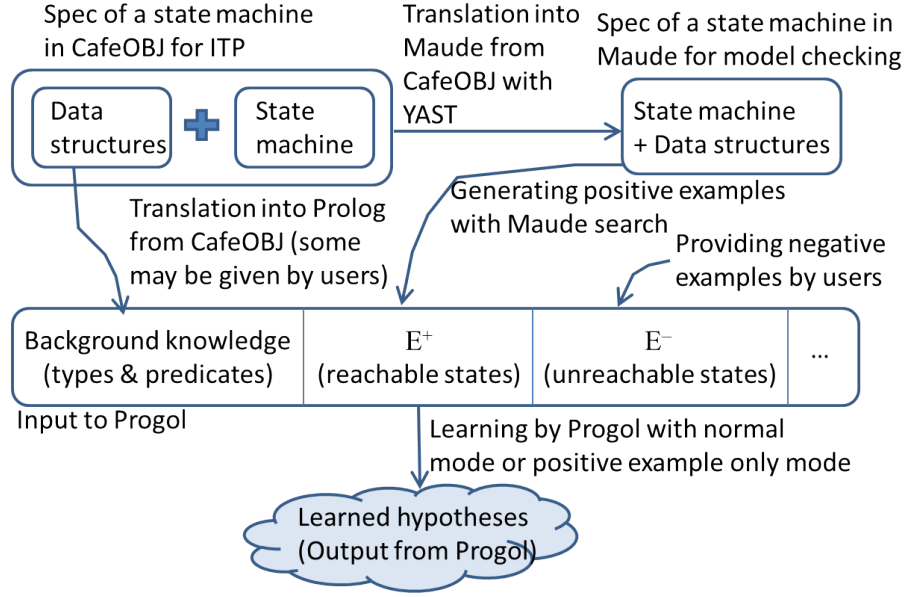 Spec of a state machine
in CafeOBJ for ITP
Translation into
Maude from
CafeOBJ with
YAST
Spec of a state machine in
Maude for model checking
Data
structures
State
machine
State machine
+ Data structures
Generating positive examples
with Maude search
Translation into Prolog
from CafeOBJ (some
may be given by users)
Providing negative
examples by users
Background knowledge
(types & predicates)
E+
(reachable states)
E−
(unreachable states)
...
Input to Progol
Learning by Progol with normal
mode or positive example only mode
Learned hypotheses
(Output from Progol)